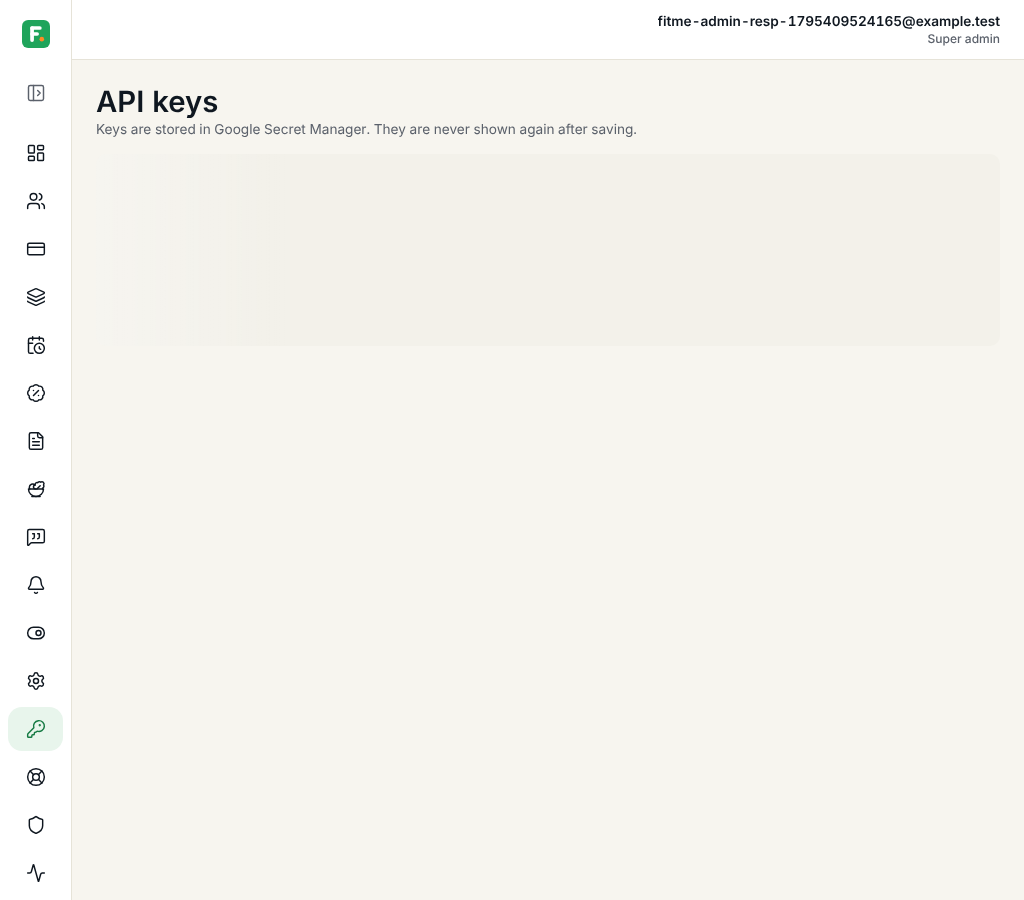 F.
fitme-admin-resp-1795409524165@example.test
Super admin
API keys
Keys are stored in Google Secret Manager. They are never shown again after saving.